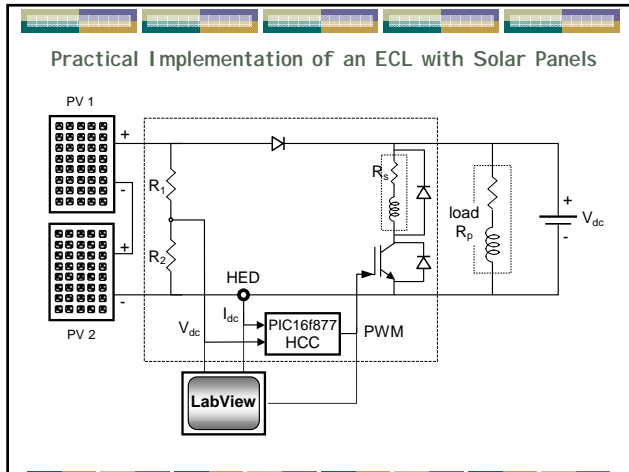 Practical Implementation of an ECL with Solar Panels
PV 1
+
-
+
-
PV 2
R1
R2
HED
Vdc
Idc
PIC16f877
HCC
PWM
LabView
Rs
load
Rp
+
Vdc
-